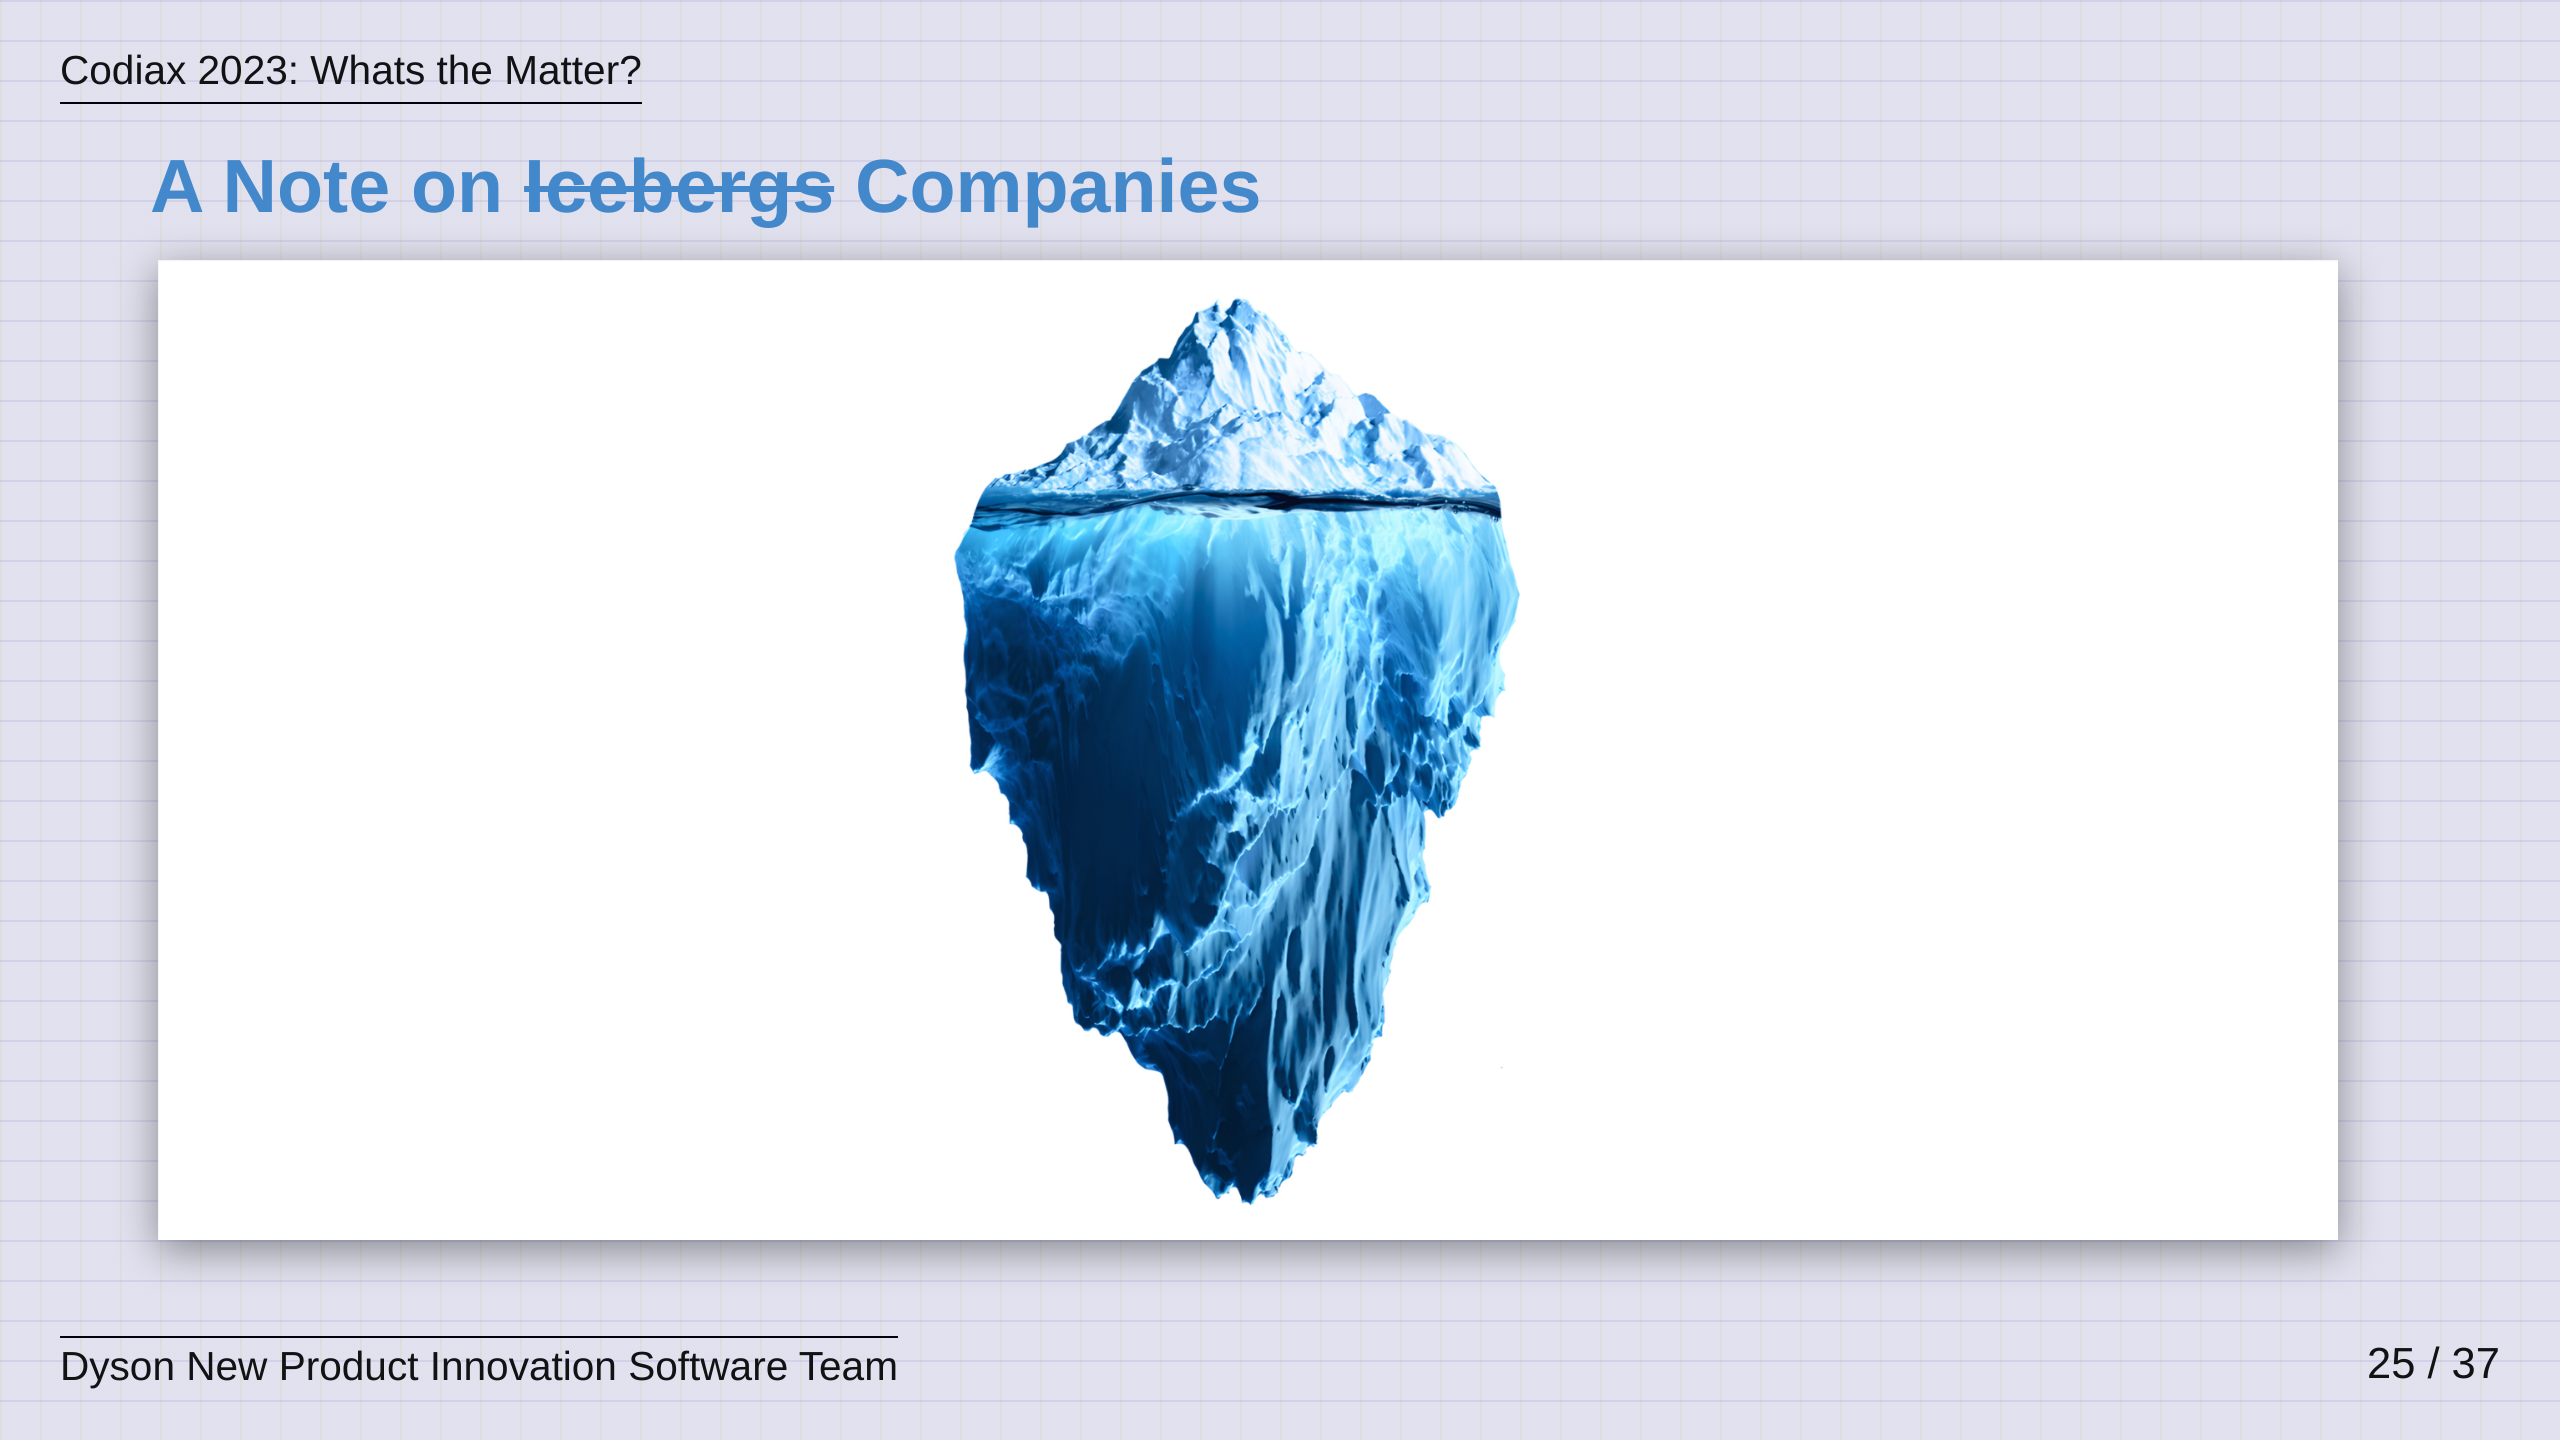 Codiax 2023: Whats the Matter?
A Note on Icebergs Companies
Dyson New Product Innovation Software Team
25 / 37